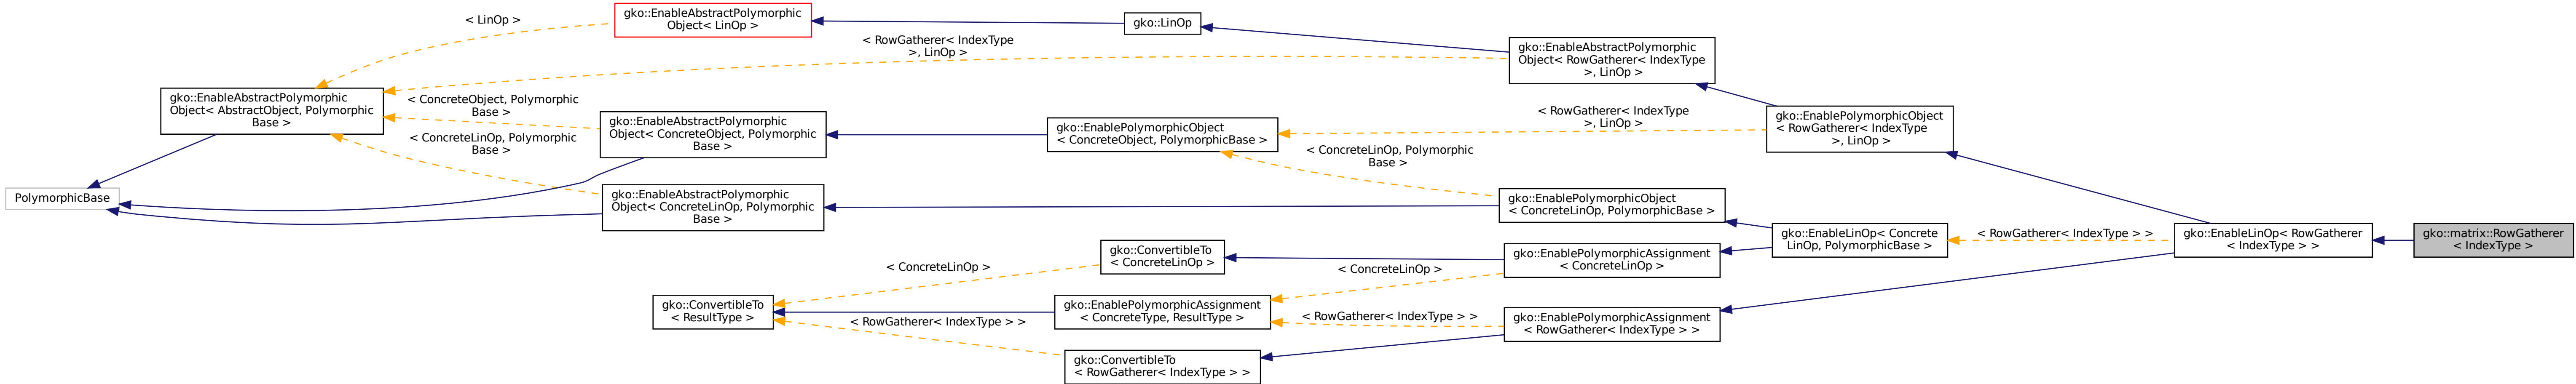 gko::EnableAbstractPolymorphic
Object< LinOp >
< LinOp >
gko::LinOp
< RowGatherer< IndexType
>, LinOp >
gko::EnableAbstractPolymorphic
Object< RowGatherer< IndexType
>, LinOp >
gko::EnableAbstractPolymorphic
Object< AbstractObject, Polymorphic
Base >
< ConcreteObject, Polymorphic
Base >
< ConcreteLinOp, Polymorphic
Base >
gko::EnableAbstractPolymorphic
Object< ConcreteObject, Polymorphic
Base >
gko::EnablePolymorphicObject
< ConcreteObject, PolymorphicBase >
< RowGatherer< IndexType
>, LinOp >
gko::EnablePolymorphicObject
< RowGatherer< IndexType
>, LinOp >
< ConcreteLinOp, Polymorphic
Base >
PolymorphicBase
gko::EnableAbstractPolymorphic
Object< ConcreteLinOp, Polymorphic
Base >
gko::EnablePolymorphicObject
< ConcreteLinOp, PolymorphicBase >
gko::EnableLinOp< Concrete
LinOp, PolymorphicBase >
< RowGatherer< IndexType > >
gko::EnableLinOp< RowGatherer
< IndexType > >
gko::matrix::RowGatherer
< IndexType >
gko::ConvertibleTo
< ConcreteLinOp >
< ConcreteLinOp >
gko::EnablePolymorphicAssignment
< ConcreteLinOp >
< ConcreteLinOp >
gko::ConvertibleTo
< ResultType >
gko::EnablePolymorphicAssignment
< ConcreteType, ResultType >
< RowGatherer< IndexType > >
< RowGatherer< IndexType > >
gko::EnablePolymorphicAssignment
< RowGatherer< IndexType > >
gko::ConvertibleTo
< RowGatherer< IndexType > >